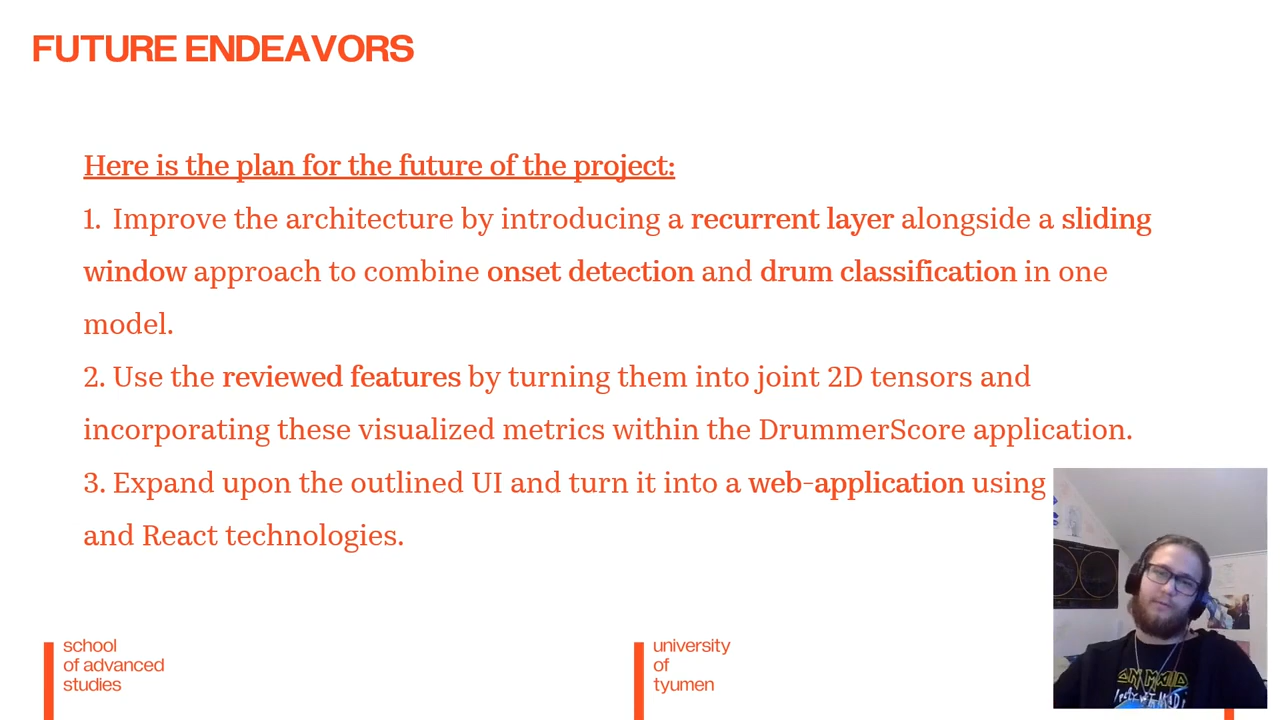 FUTURE ENDEAVORS
Here is the plan for the future of the project:
1. Improve the architecture by introducing a recurrent layer alongside a sliding
window approach to combine onset detection and drum classification in one
model.
2. Use the reviewed features by turning them into joint 2D tensors and
incorporating these visualized metrics within the DrummerScore application.
3. Expand upon the outlined UI and turn it into a web-application using
and React technologies.
school
of advanced
studies
university
of
tyumen